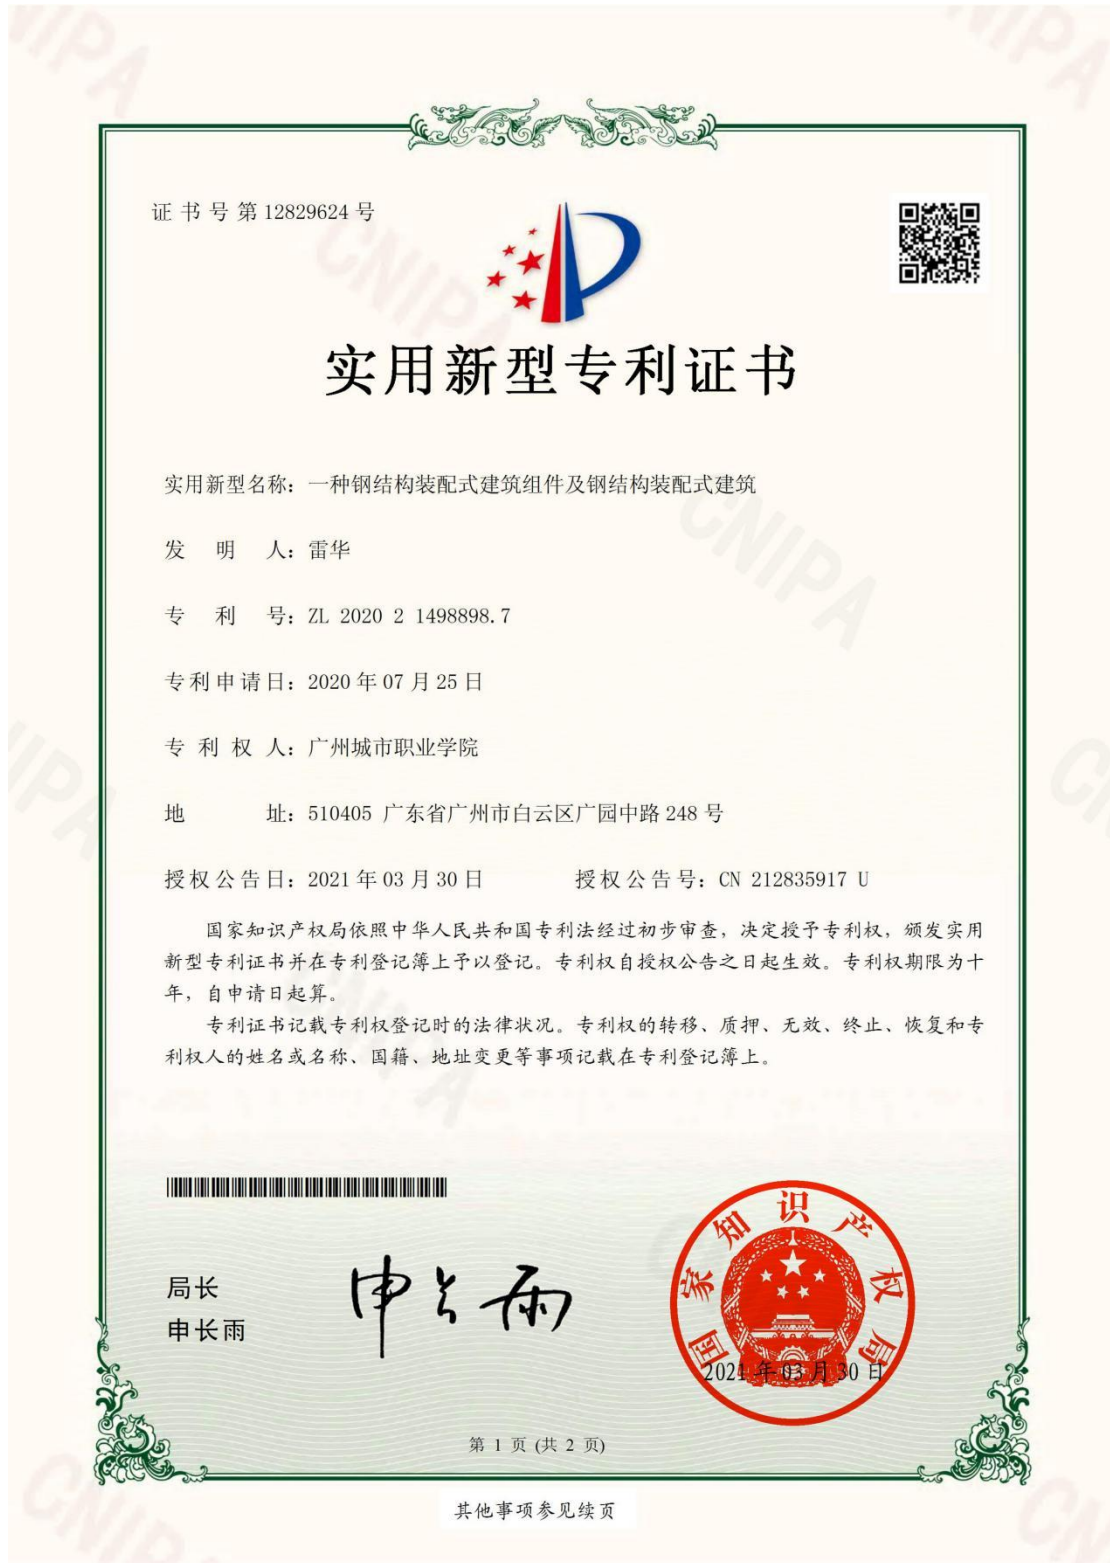 证书号第12829624号
实用新型专利证书
实用新型名称：一种钢结构装配式建筑组件及钢结构装配式建筑
发明人：雷华
专利号：ZL 2020 2 1498898.7
专利申请日：2020年07月25日
专利权人：广州城市职业学院
地址：510405 广东省广州市白云区广园中路248号
授权公告日：2021年03月30日 授权公告号：CN 212835917 U
国家知识产权局依照中华人民共和国专利法经过初步审查，决定授予专利权，颁发实用
新型专利证书并在专利登记簿上予以登记。专利权自授权公告之日起生效。专利权期限为十
年，自申请日起算。
专利证书记载专利权登记时的法律状况。专利权的转移、质押、无效、终止、恢复和专
利权人的姓名或名称、国籍、地址变更等事项记载在专利登记簿上。
局长
申长雨
申长雨
国家知识产权局
2021年03月30日
第 1 页 (共 2 页)
其他事项参见续页
CNIPA
CNIPA
CNIPA
CNIPA
CNIPA
CNIPA